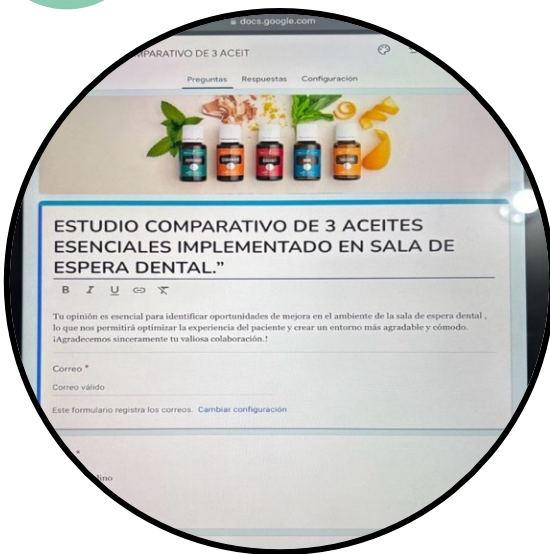 docs.google.com
MPARATIVO DE 3 ACEIT
Preguntas Respuestas Configuración
ESTUDIO COMPARATIVO DE 3 ACEITES
ESENCIALES IMPLEMENTADO EN SALA DE
ESPERA DENTAL.”
B I U
Tu opinión es esencial para identificar oportunidades de mejora en el ambiente de la sala de espera dental ,
lo que nos permitirá optimizar la experiencia del paciente y crear un entorno más agradable y cómodo.
¡Agradecemos sinceramente tu valiosa colaboración.!
Correo *
Correo válido
Este formulario registra los correos. Cambiar configuración
*
lino